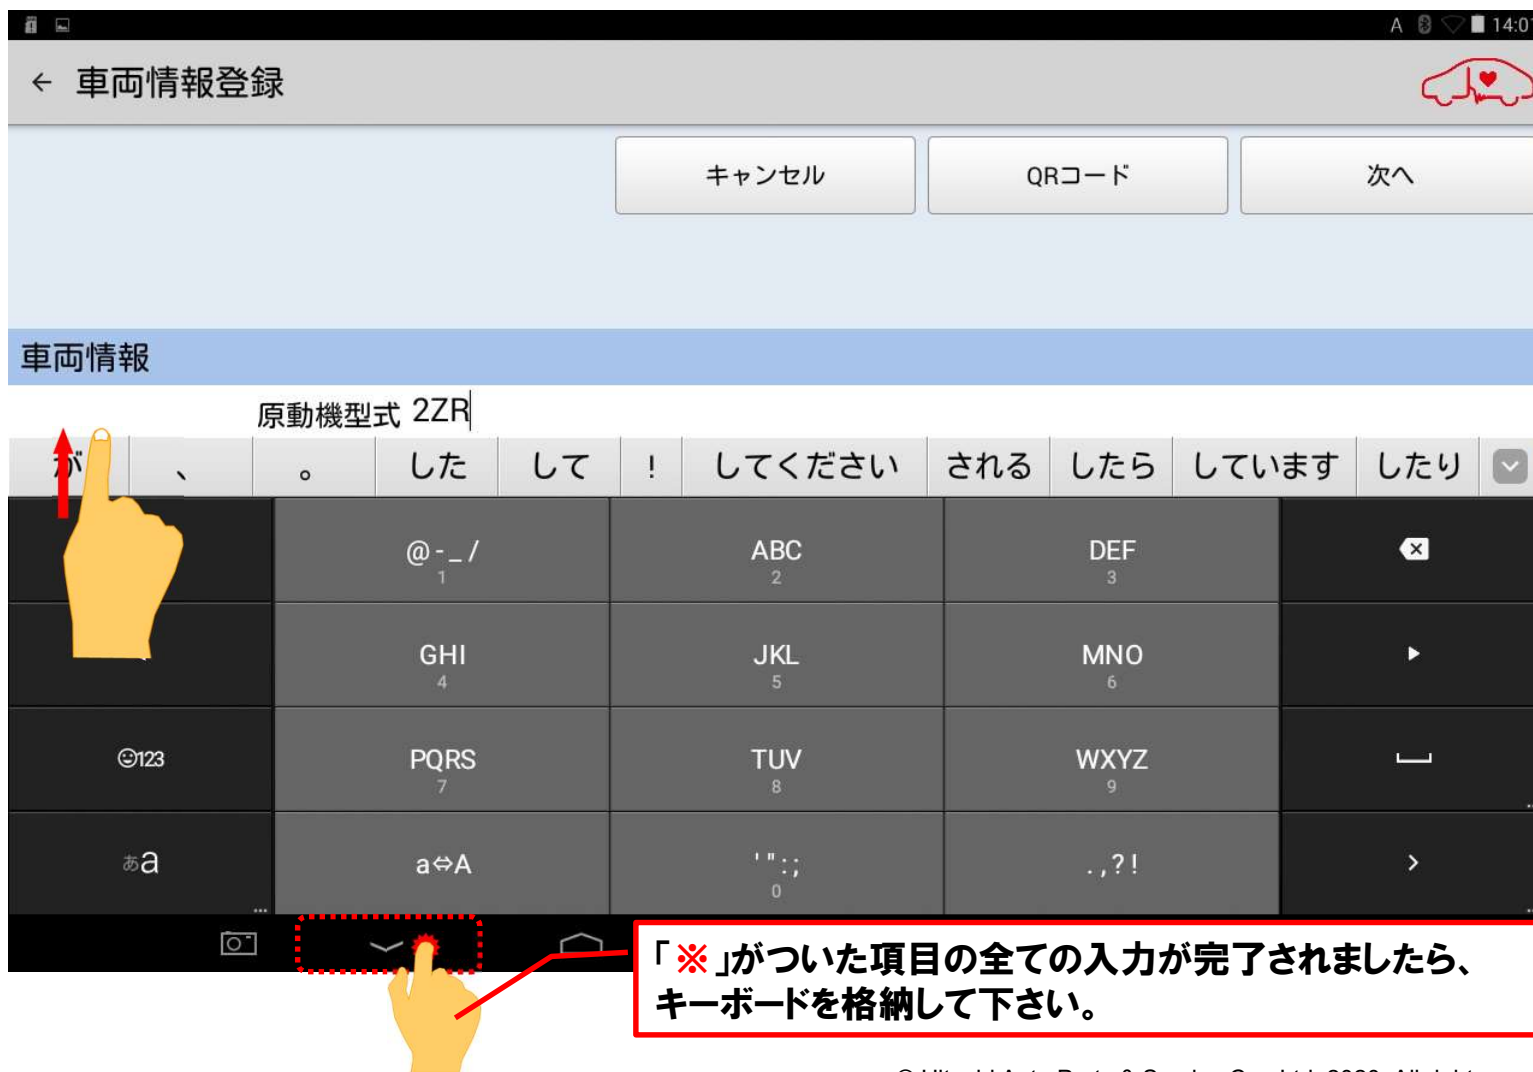 A 14:01
← 車両情報登録
キャンセル QRコード 次へ
車両情報
原動機型式 2ZR
が 、 。 した して ! してください される したら しています したり
@-_/ ABC DEF
1 2 3
GHI JKL MNO
4 5 6
☺123 PQRS TUV WXYZ
7 8 9
あa a⇔A '":; .,?!
0
「※」がついた項目の全ての入力が完了されましたら、
キーボードを格納して下さい。